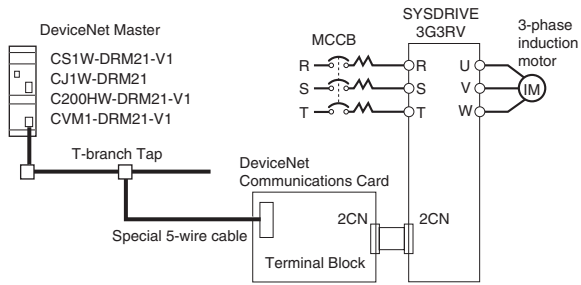 DeviceNet Master
CS1W-DRM21-V1
CJ1W-DRM21
C200HW-DRM21-V1
CVM1-DRM21-V1
T-branch Tap
Special 5-wire cable
DeviceNet
Communications Card
2CN
Terminal Block
MCCB
R
S
T
SYSDRIVE
3G3RV
R
S
T
U
V
W
2CN
3-phase
induction
motor
IM